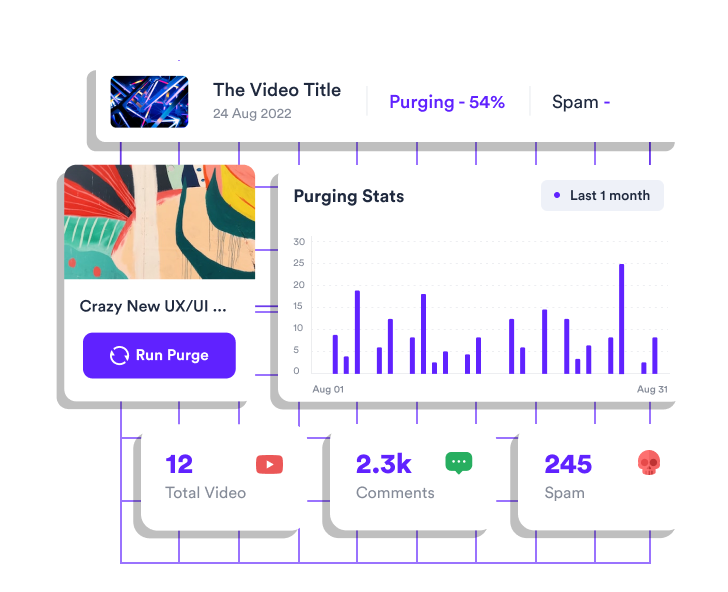 The Video Title
24 Aug 2022
Purging - 54%
Spam -
Crazy New UX/UI ...
Run Purge
Purging Stats
Last 1 month
30
25
20
15
10
5
0
Aug 01
Aug 31
12
Total Video
2.3k
Comments
245
Spam